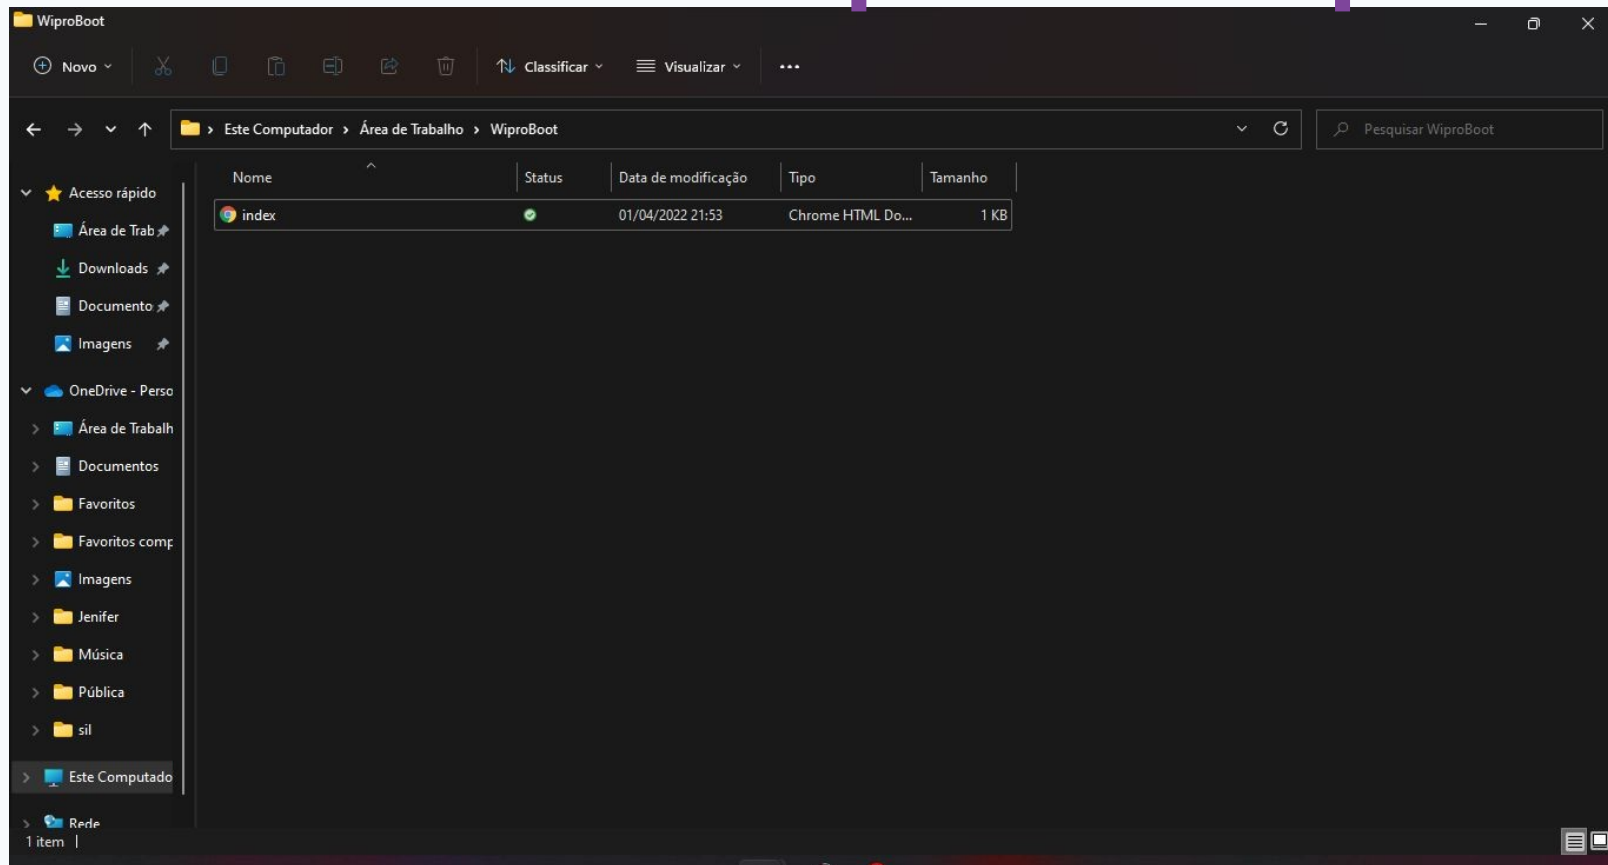 WiproBoot
Novo
Classificar
Visualizar
Este Computador > Área de Trabalho > WiproBoot
Pesquisar WiproBoot
Nome Status Data de modificação Tipo Tamanho
index 01/04/2022 21:53 Chrome HTML Do... 1 KB
Acesso rápido
Área de Trab
Downloads
Documento
Imagens
OneDrive - Perso
Área de Trabalh
Documentos
Favoritos
Favoritos comp
Imagens
Jenifer
Música
Pública
sil
Este Computado
Rede
1 item